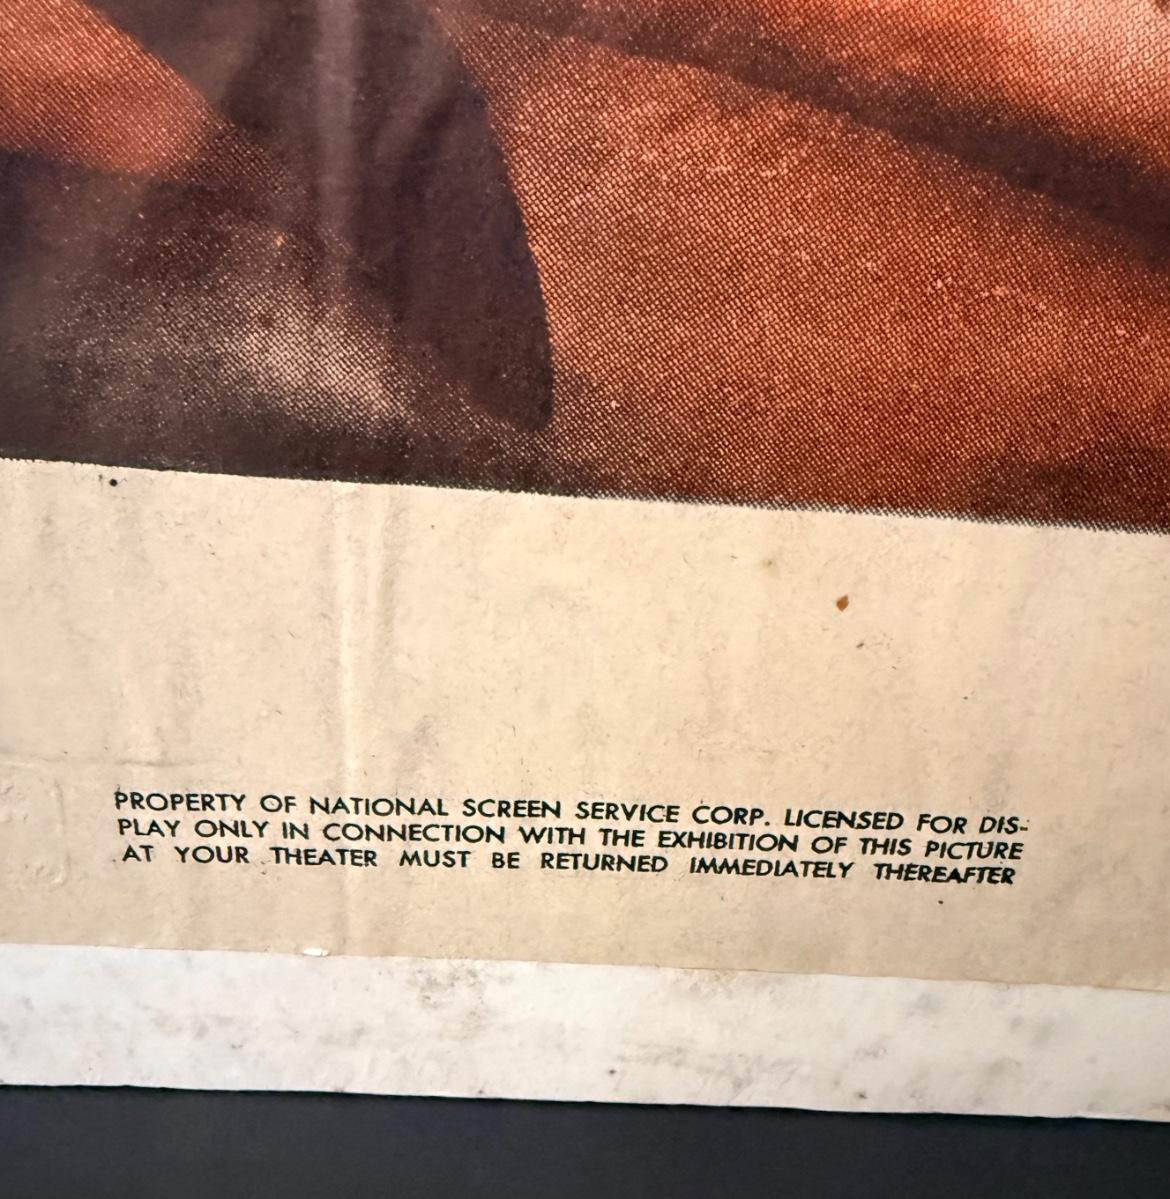 PROPERTY OF NATIONAL SCREEN SERVICE CORP. LICENSED FOR DIS-
PLAY ONLY IN CONNECTION WITH THE EXHIBITION OF THIS PICTURE
AT YOUR THEATER MUST BE RETURNED IMMEDIATELY THEREAFTER